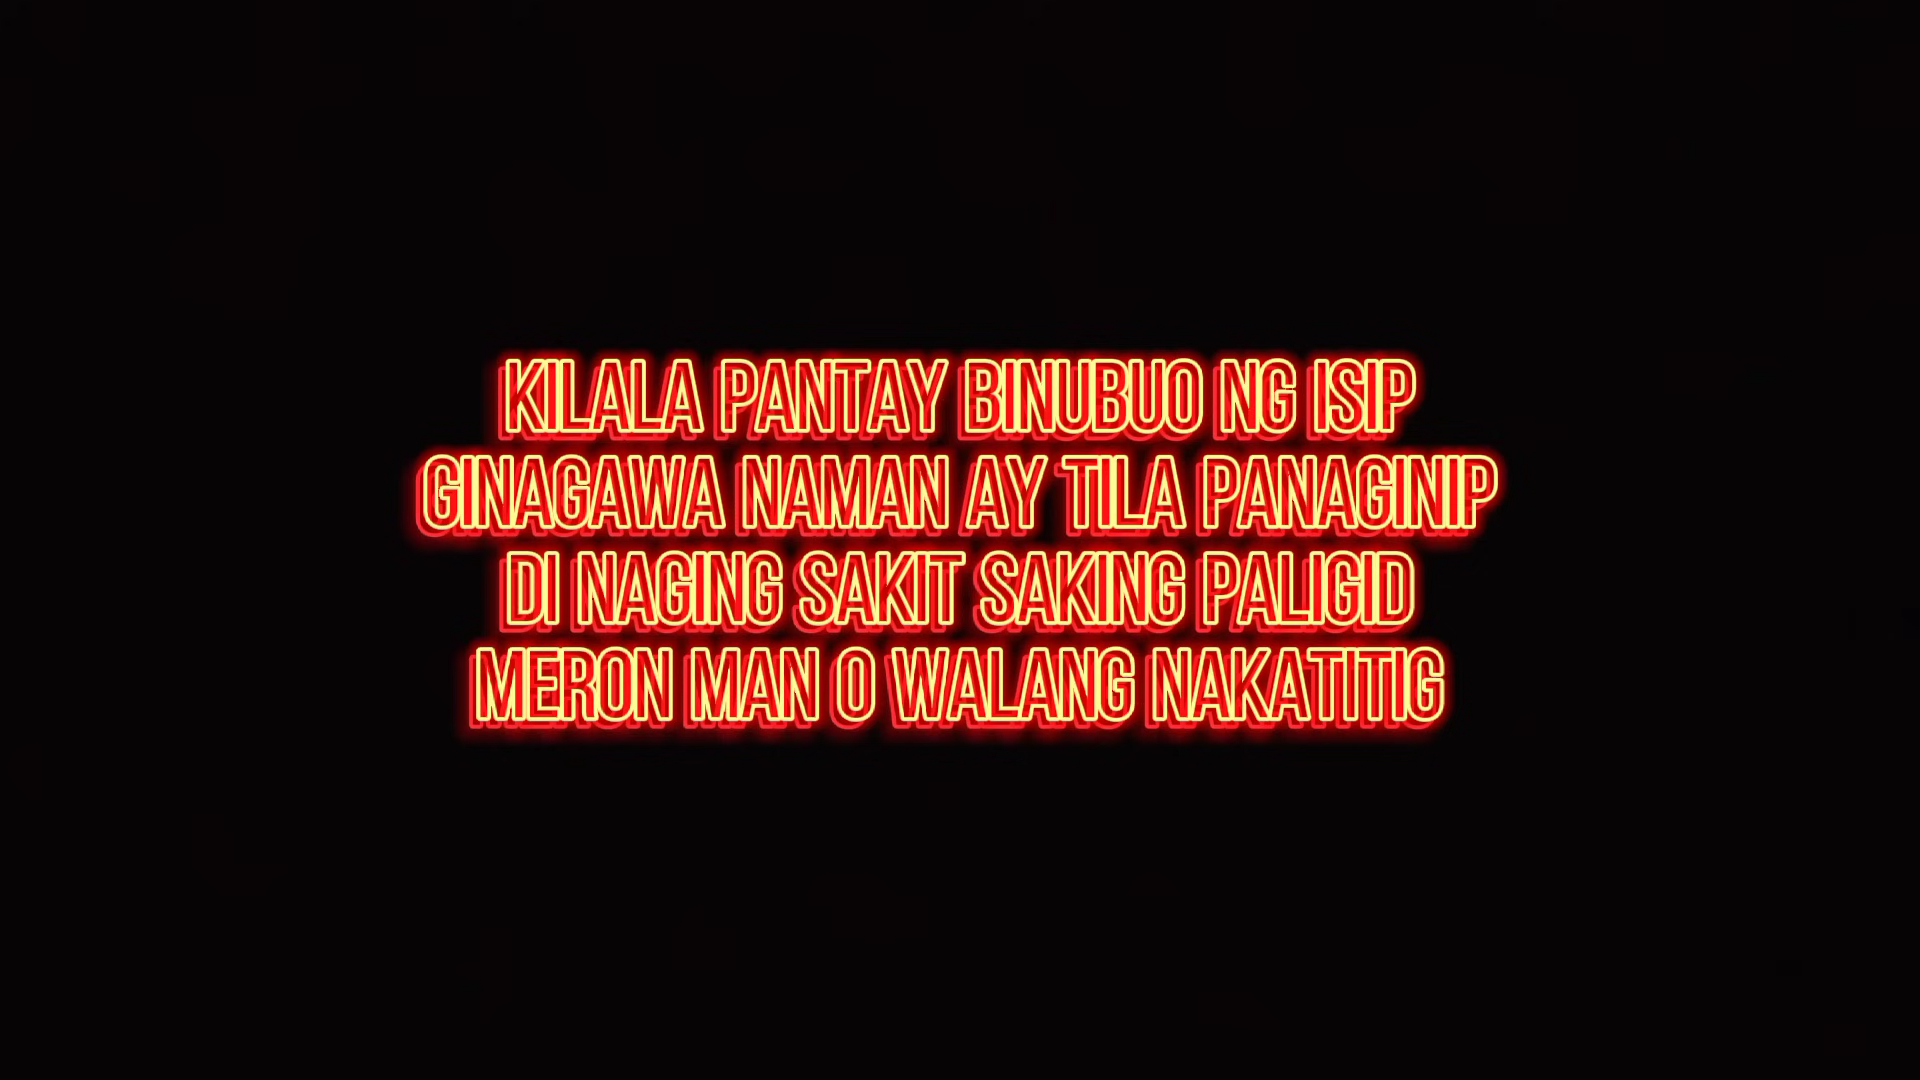 KILALA PANTAY BINUBUO NG ISIP
GINAGAWA NAMAN AY TILA PANAGINIP
DI NAGING SAKIT SAKING PALIGID
MERON MAN O WALANG NAKATITIG